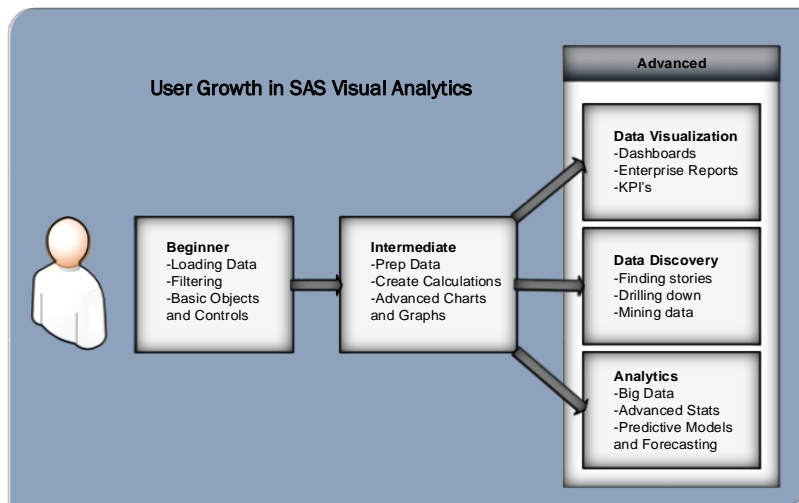 User Growth in SAS Visual Analytics
Beginner
-Loading Data
-Filtering
-Basic Objects
and Controls
Intermediate
-Prep Data
-Create Calculations
-Advanced Charts
and Graphs
Advanced
Data Visualization
-Dashboards
-Enterprise Reports
-KPI's
Data Discovery
-Finding stories
-Drilling down
-Mining data
Analytics
-Big Data
-Advanced Stats
-Predictive Models
and Forecasting